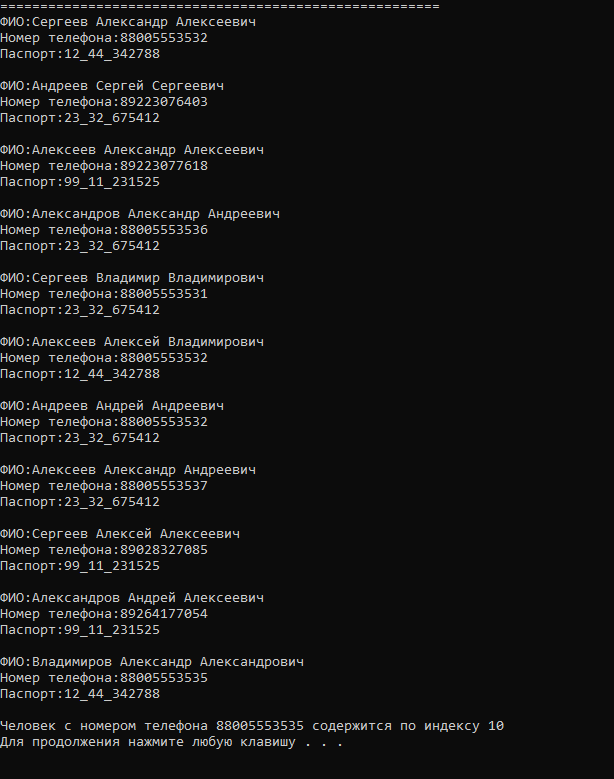 =======================================================
ФИО:Сергеев Александр Алексеевич
Номер телефона:88005553532
Паспорт:12_44_342788
ФИО:Андреев Сергей Сергеевич
Номер телефона:89223076403
Паспорт:23_32_675412
ФИО:Алексеев Александр Алексеевич
Номер телефона:89223077618
Паспорт:99_11_231525
ФИО:Александров Александр Андреевич
Номер телефона:88005553536
Паспорт:23_32_675412
ФИО:Сергеев Владимир Владимирович
Номер телефона:88005553531
Паспорт:23_32_675412
ФИО:Алексеев Алексей Владимирович
Номер телефона:88005553532
Паспорт:12_44_342788
ФИО:Андреев Андрей Андреевич
Номер телефона:88005553532
Паспорт:23_32_675412
ФИО:Алексеев Александр Андреевич
Номер телефона:88005553537
Паспорт:23_32_675412
ФИО:Сергеев Алексей Алексеевич
Номер телефона:89028327085
Паспорт:99_11_231525
ФИО:Александров Андрей Алексеевич
Номер телефона:89264177054
Паспорт:99_11_231525
ФИО:Владимиров Александр Александрович
Номер телефона:88005553535
Паспорт:12_44_342788
Человек с номером телефона 88005553535 содержится по индексу 10
Для продолжения нажмите любую клавишу . . .